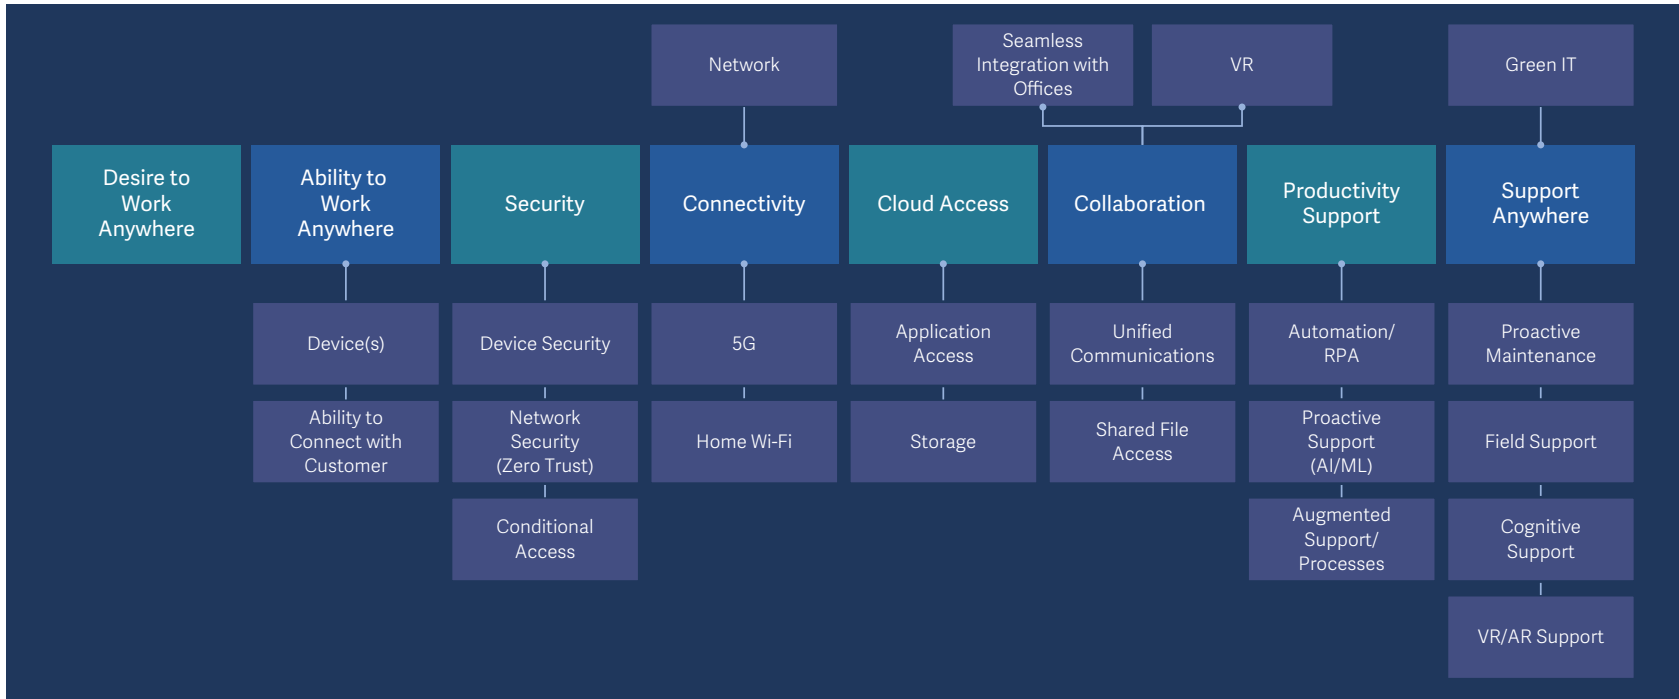 Network
Seamless
Integration with
Offices
VR
Green IT
Desire to
Work
Anywhere
Ability to
Work
Anywhere
Security
Connectivity
Cloud Access
Collaboration
Productivity
Support
Support
Anywhere
Device(s)
Device Security
5G
Application
Access
Unified
Communications
Automation/
RPA
Proactive
Maintenance
Ability to
Connect with
Customer
Network
Security
(Zero Trust)
Home Wi-Fi
Storage
Shared File
Access
Proactive
Support
(AI/ML)
Field Support
Conditional
Access
Augmented
Support/
Processes
Cognitive
Support
VR/AR Support